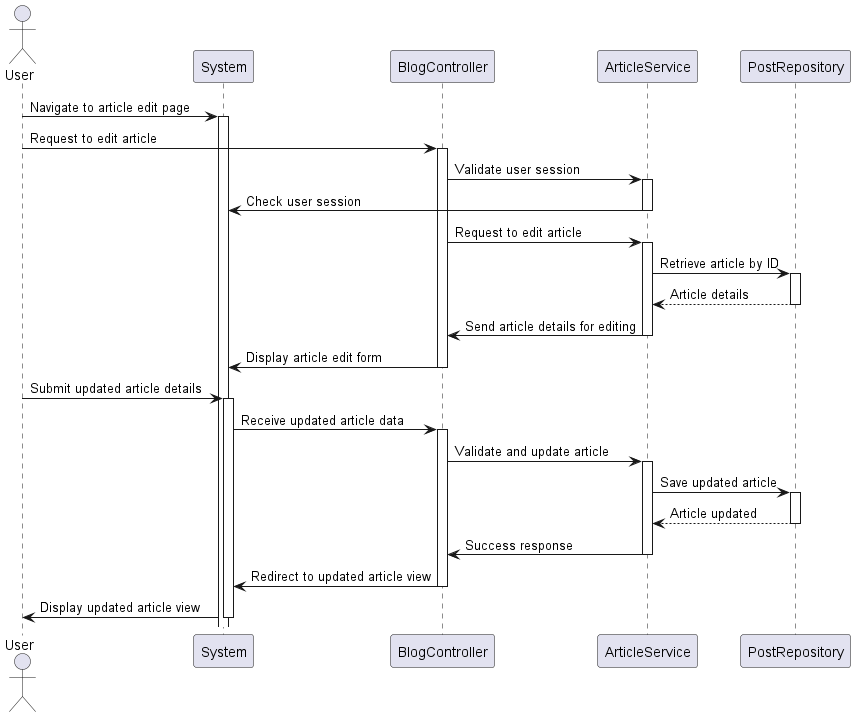 User
System
BlogController
ArticleService
PostRepository
Navigate to article edit page
Request to edit article
Validate user session
Check user session
Request to edit article
Retrieve article by ID
Article details
Send article details for editing
Display article edit form
Submit updated article details
Receive updated article data
Validate and update article
Save updated article
Article updated
Success response
Redirect to updated article view
Display updated article view
User
System
BlogController
ArticleService
PostRepository